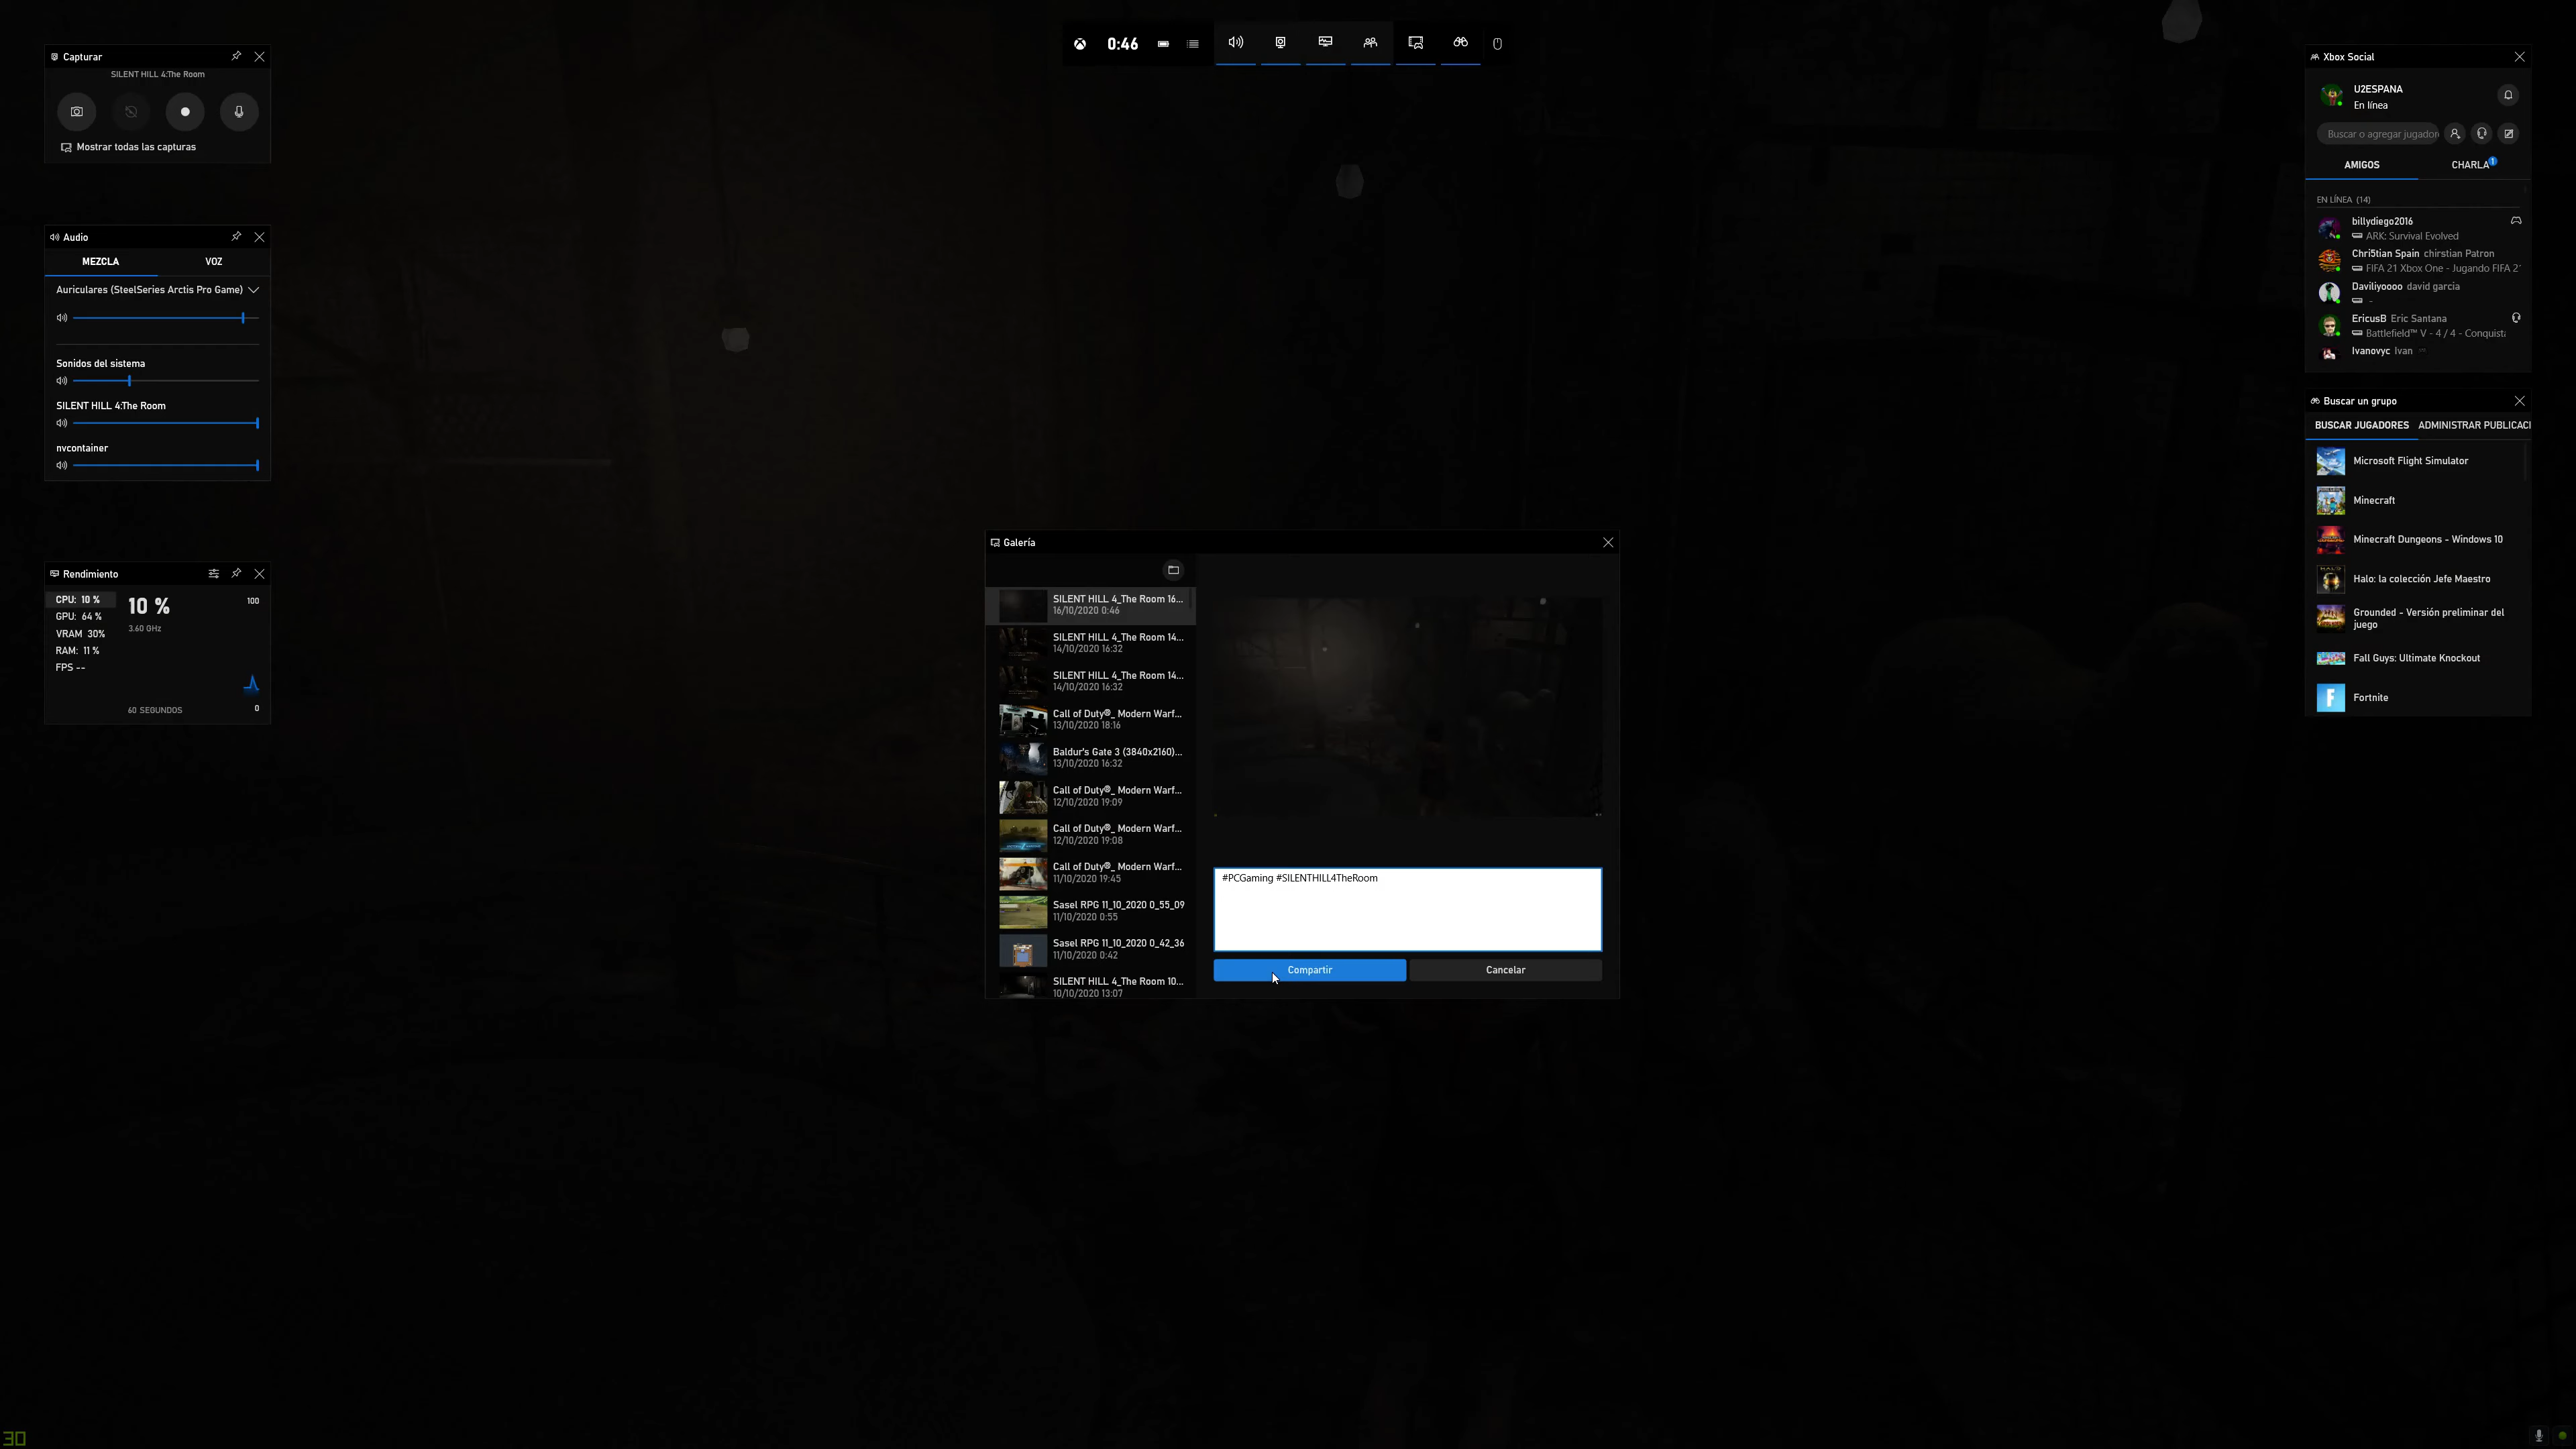 0:46
Capturar
SILENT HILL 4:The Room
Mostrar todas las capturas
Audio
MEZCLA
VOZ
Auriculares (SteelSeries Arctis Pro Game)
Sonidos del sistema
SILENT HILL 4:The Room
nvcontainer
Rendimiento
CPU: 10 %
GPU: 64 %
VRAM 30%
RAM: 11 %
FPS --
10 %
3.60 GHz
100
60 SEGUNDOS
0
Galería
SILENT HILL 4_The Room 16...
16/10/2020 0:46
SILENT HILL 4_The Room 14...
14/10/2020 16:32
SILENT HILL 4_The Room 14...
14/10/2020 16:32
Call of Duty®_ Modern Warf...
13/10/2020 18:16
Baldur's Gate 3 (3840x2160)...
13/10/2020 16:32
Call of Duty®_ Modern Warf...
12/10/2020 19:09
Call of Duty®_ Modern Warf...
12/10/2020 19:08
Call of Duty®_ Modern Warf...
11/10/2020 19:45
Sasel RPG 11_10_2020 0_55_09
11/10/2020 0:55
Sasel RPG 11_10_2020 0_42_36
11/10/2020 0:42
SILENT HILL 4_The Room 10...
10/10/2020 13:07
#PCGaming #SILENTHILL4TheRoom
Compartir
Cancelar
Xbox Social
U2ESPANA
En línea
Buscar o agregar jugadore
AMIGOS
CHARLA 1
EN LÍNEA (14)
billydiego2016
ARK: Survival Evolved
Chri5tian Spain chirstian Patron
FIFA 21 Xbox One - Jugando FIFA 2
Daviliyoooo david garcia
-
EricusB Eric Santana
Battlefield™ V - 4 / 4 - Conquista
Ivanovyc Ivan
Buscar un grupo
BUSCAR JUGADORES
ADMINISTRAR PUBLICACI
Microsoft Flight Simulator
Minecraft
Minecraft Dungeons - Windows 10
Halo: la colección Jefe Maestro
Grounded - Versión preliminar del
juego
Fall Guys: Ultimate Knockout
Fortnite
30